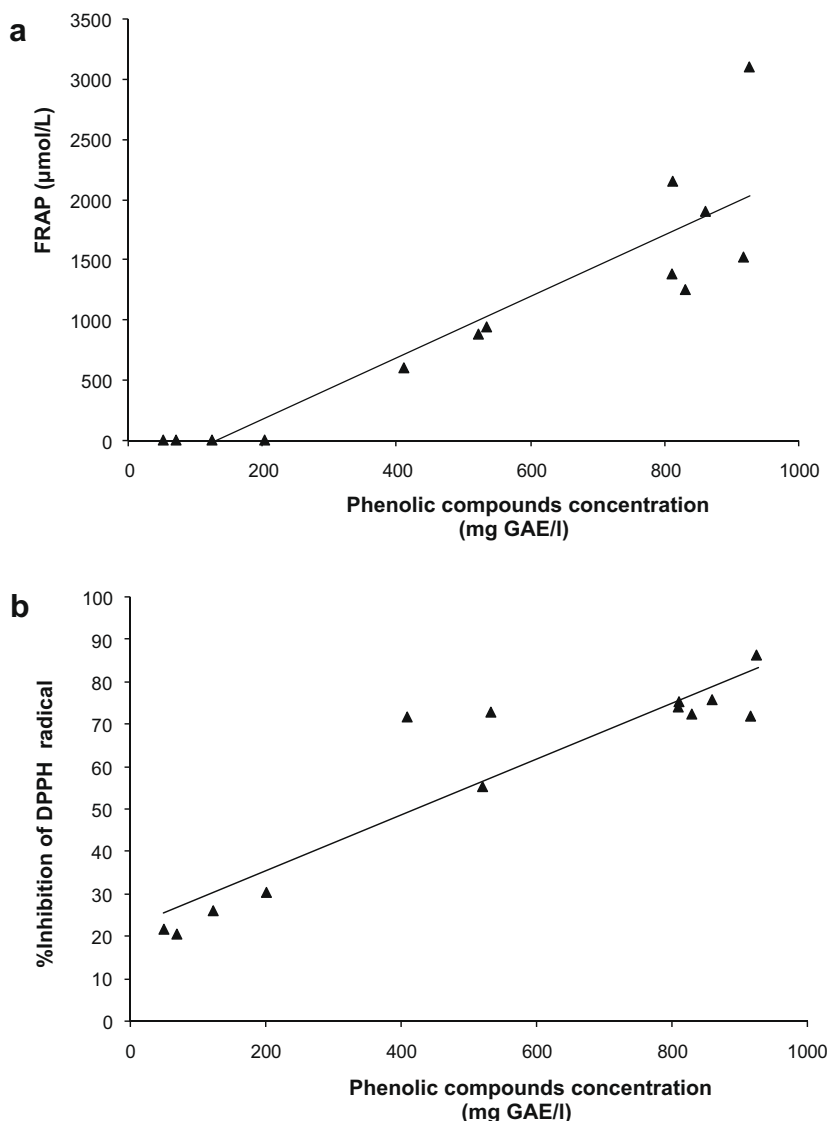 a
3500
3000
2500
2000
1500
1000
500
0
FRAP (µmol/L)
0 200 400 600 800 1000
Phenolic compounds concentration
(mg GAE/l)
b
100
90
80
70
60
50
40
30
20
10
0
%Inhibition of DPPH radical
0 200 400 600 800 1000
Phenolic compounds concentration
(mg GAE/l)